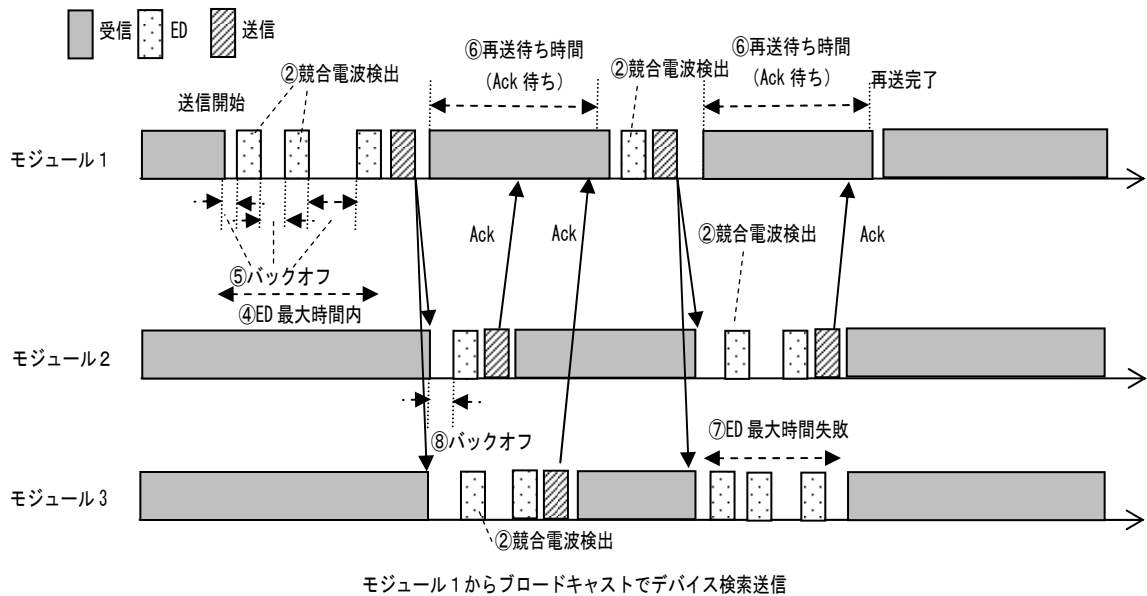 受信 ED 送信
⑥再送待ち時間
(Ack 待ち)
②競合電波検出
⑥再送待ち時間
(Ack 待ち)
②競合電波検出
再送完了
送信開始
モジュール1
Ack
Ack
②競合電波検出
Ack
⑤バックオフ
④ED 最大時間内
モジュール2
⑧バックオフ
⑦ED 最大時間失敗
モジュール3
②競合電波検出
モジュール1からブロードキャストでデバイス検索送信